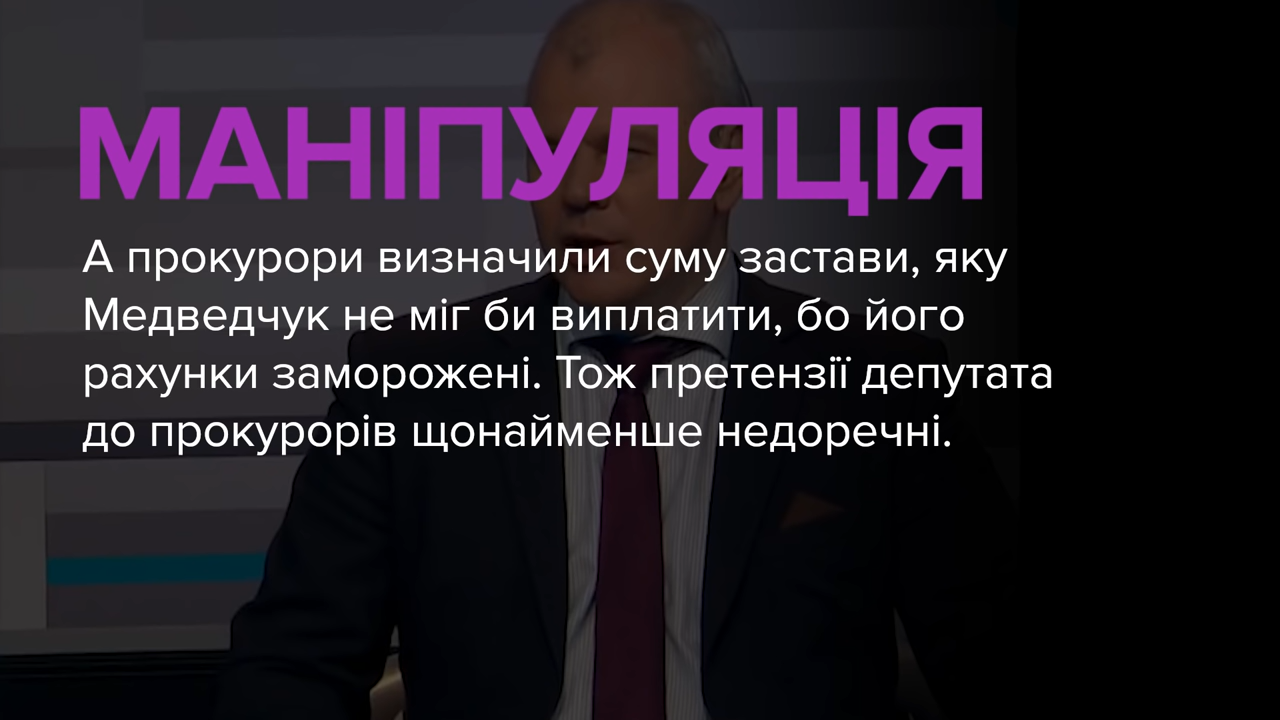 МАНІПУЛЯЦІЯ
А прокурори визначили суму застави, яку
Медведчук не міг би виплатити, бо його
рахунки заморожені. Тож претензії депутата
до прокурорів щонайменше недоречні.